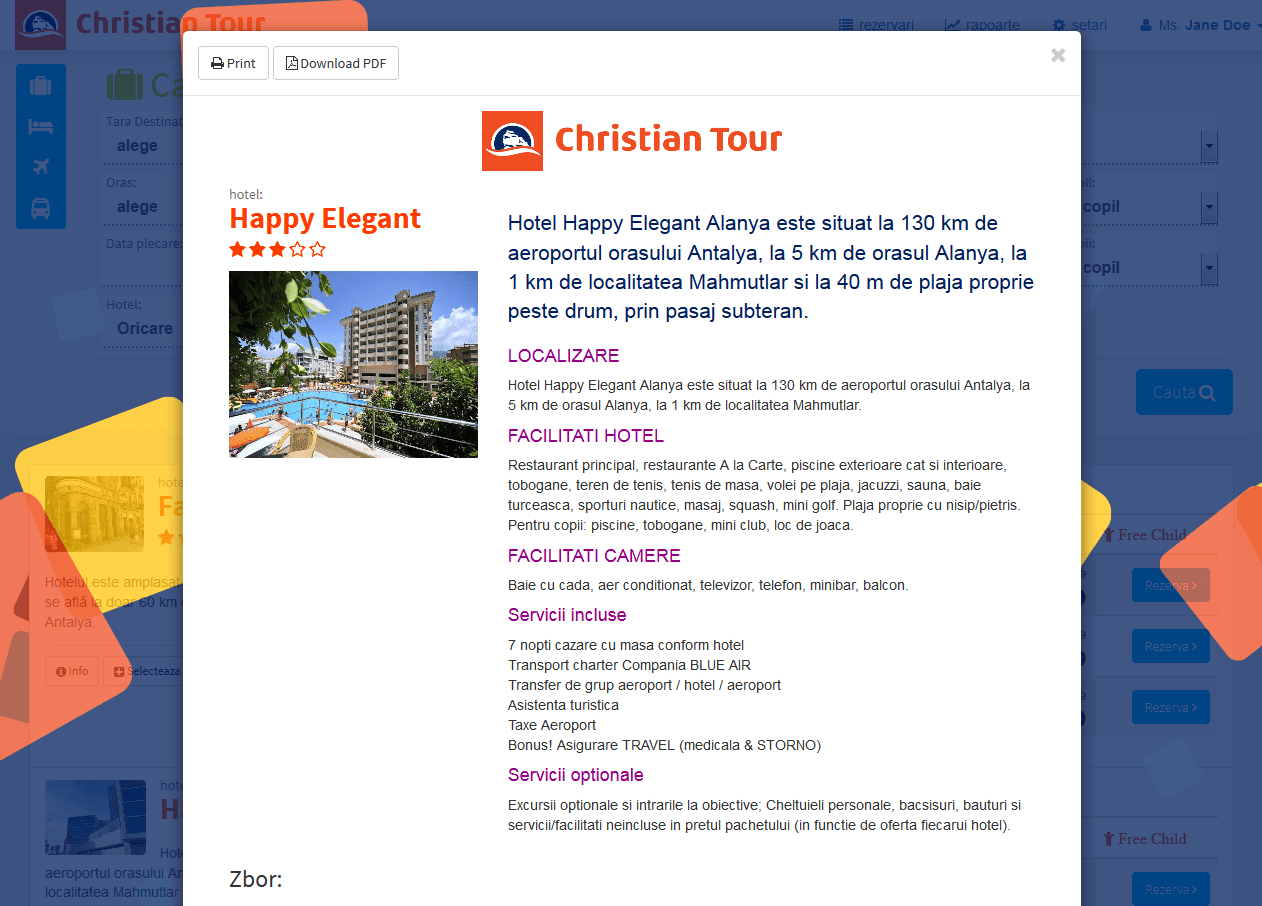 Christian Tour
rezervari
rapoarte
setari
Ms. Jane Doe
Print
Download PDF
Tara Destinat
alege
Oras:
alege
Data plecare:
Hotel:
Oricare
copil
copil
Cauta
Christian Tour
hotel:
Happy Elegant
Hotel Happy Elegant Alanya este situat la 130 km de
aeroportul orasului Antalya, la 5 km de orasul Alanya, la
1 km de localitatea Mahmutlar si la 40 m de plaja proprie
peste drum, prin pasaj subteran.
LOCALIZARE
Hotel Happy Elegant Alanya este situat la 130 km de aeroportul orasului Antalya, la
5 km de orasul Alanya, la 1 km de localitatea Mahmutlar.
FACILITATI HOTEL
Restaurant principal, restaurante A la Carte, piscine exterioare cat si interioare,
tobogane, teren de tenis, tenis de masa, volei pe plaja, jacuzzi, sauna, baie
turceasca, sporturi nautice, masaj, squash, mini golf. Plaja proprie cu nisip/pietris.
Pentru copii: piscine, tobogane, mini club, loc de joaca.
FACILITATI CAMERE
Baie cu cada, aer conditionat, televizor, telefon, minibar, balcon.
Servicii incluse
7 nopti cazare cu masa conform hotel
Transport charter Compania BLUE AIR
Transfer de grup aeroport / hotel / aeroport
Asistenta turistica
Taxe Aeroport
Bonus! Asigurare TRAVEL (medicala & STORNO)
Servicii optionale
Excursii optionale si intrarile la obiective; Cheltuieli personale, bacsisuri, bauturi si
servicii/facilitati neincluse in pretul pachetului (in functie de oferta fiecarui hotel).
Zbor:
Hotelul este amplasat
se află la doar 60 km
Antalya.
Info
Selecteaza
aeroportul orasului
localitatea Mahmutlar
Free Child
Rezerva
Rezerva
Rezerva
Free Child
Rezerva